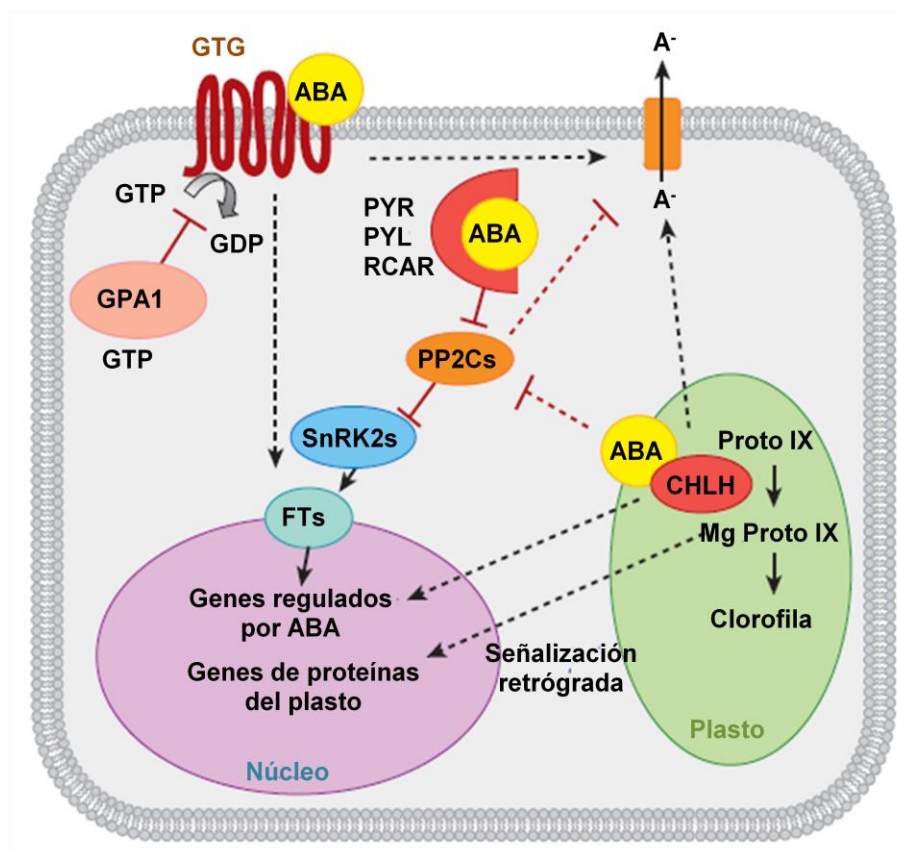 GTG
ABA
A-
GTP
GDP
A-
PYR
PYL
RCAR
ABA
GPA1
GTP
PP2Cs
SnRK2s
ABA
Proto IX
CHLH
FTs
Mg Proto IX
Genes regulados
por ABA
Clorofila
Genes de proteínas
del plasto
Señalización
retrógrada
Plasto
Núcleo